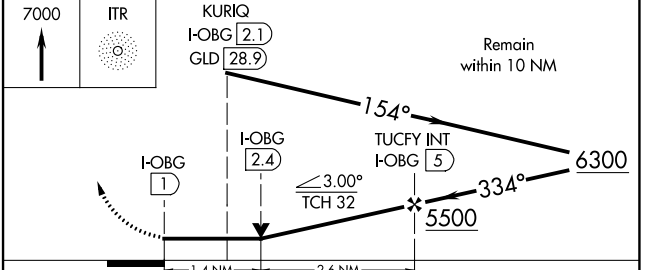 7000
ITR
KURIQ
I-OBG 2.1
GLD 28.9
Remain
within 10 NM
154°
I-OBG
2.4
TUCFY INT
I-OBG 5
6300
I-OBG
1
3.00°
TCH 32
334°
5500
1.4 NM
2.6 NM